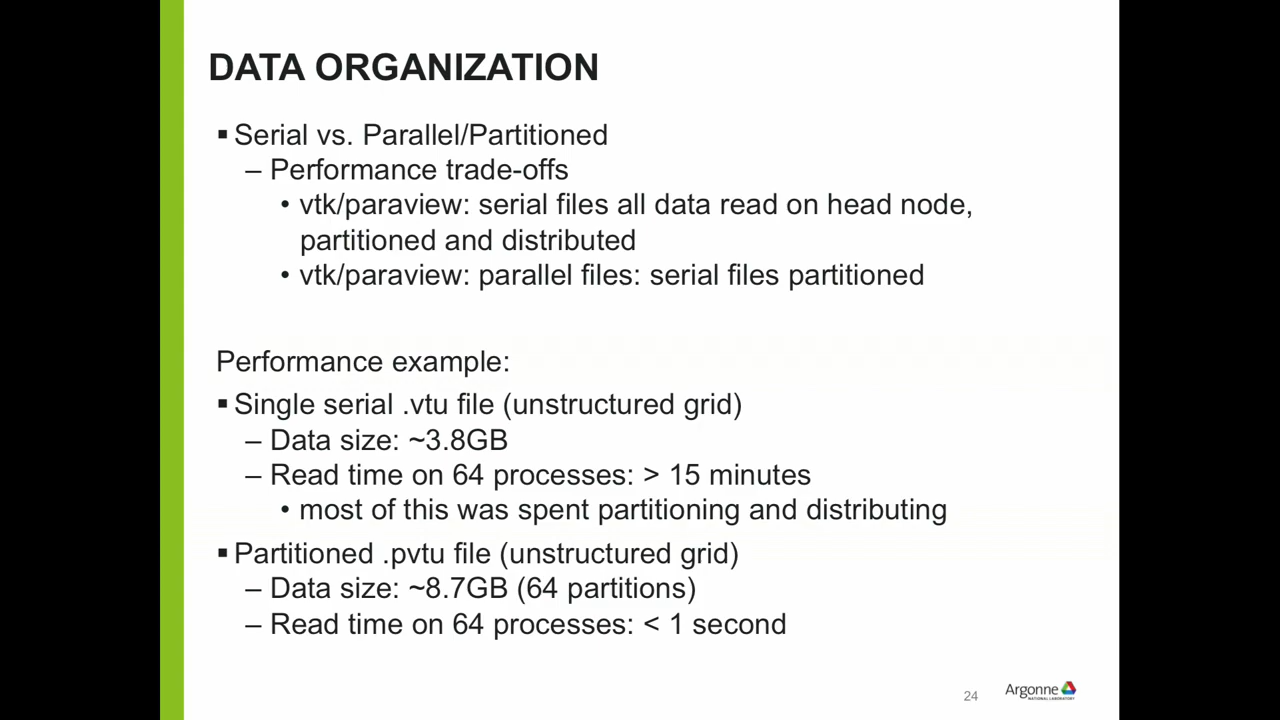 DATA ORGANIZATION
▪ Serial vs. Parallel/Partitioned
– Performance trade-offs
• vtk/paraview: serial files all data read on head node,
partitioned and distributed
• vtk/paraview: parallel files: serial files partitioned
Performance example:
▪ Single serial .vtu file (unstructured grid)
– Data size: ~3.8GB
– Read time on 64 processes: > 15 minutes
• most of this was spent partitioning and distributing
▪ Partitioned .pvtu file (unstructured grid)
– Data size: ~8.7GB (64 partitions)
– Read time on 64 processes: < 1 second
24
Argonne
NATIONAL LABORATORY